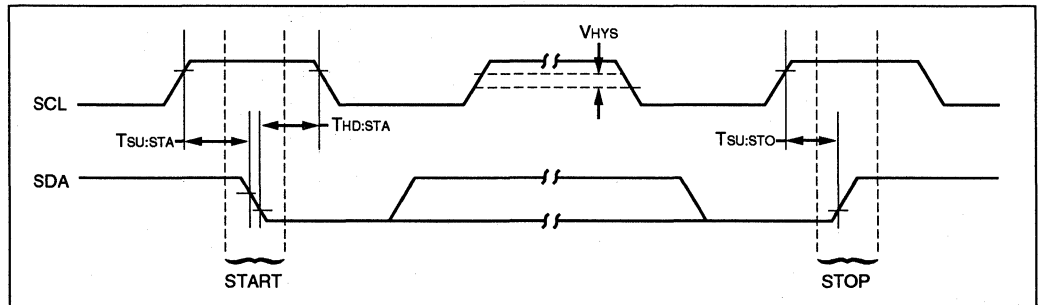 VHYS
SCL
THD:STA
TSU:STA
TSU:STO
SDA
START
STOP